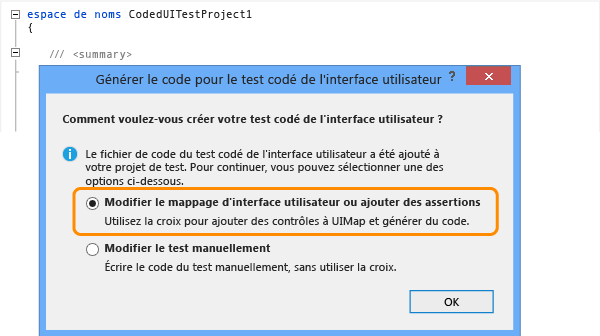 espace de noms CodedUITestProject1
{
/// <summary>
Générer le code pour le test codé de l'interface utilisateur
?
x
Comment voulez-vous créer votre test codé de l'interface utilisateur ?
Le fichier de code du test codé de l'interface utilisateur a été ajouté à
votre projet de test. Pour continuer, vous pouvez sélectionner une des
options ci-dessous.
Modifier le mappage d'interface utilisateur ou ajouter des assertions
Utilisez la croix pour ajouter des contrôles à UIMap et générer du code.
Modifier le test manuellement
Écrire le code du test manuellement, sans utiliser la croix.
OK